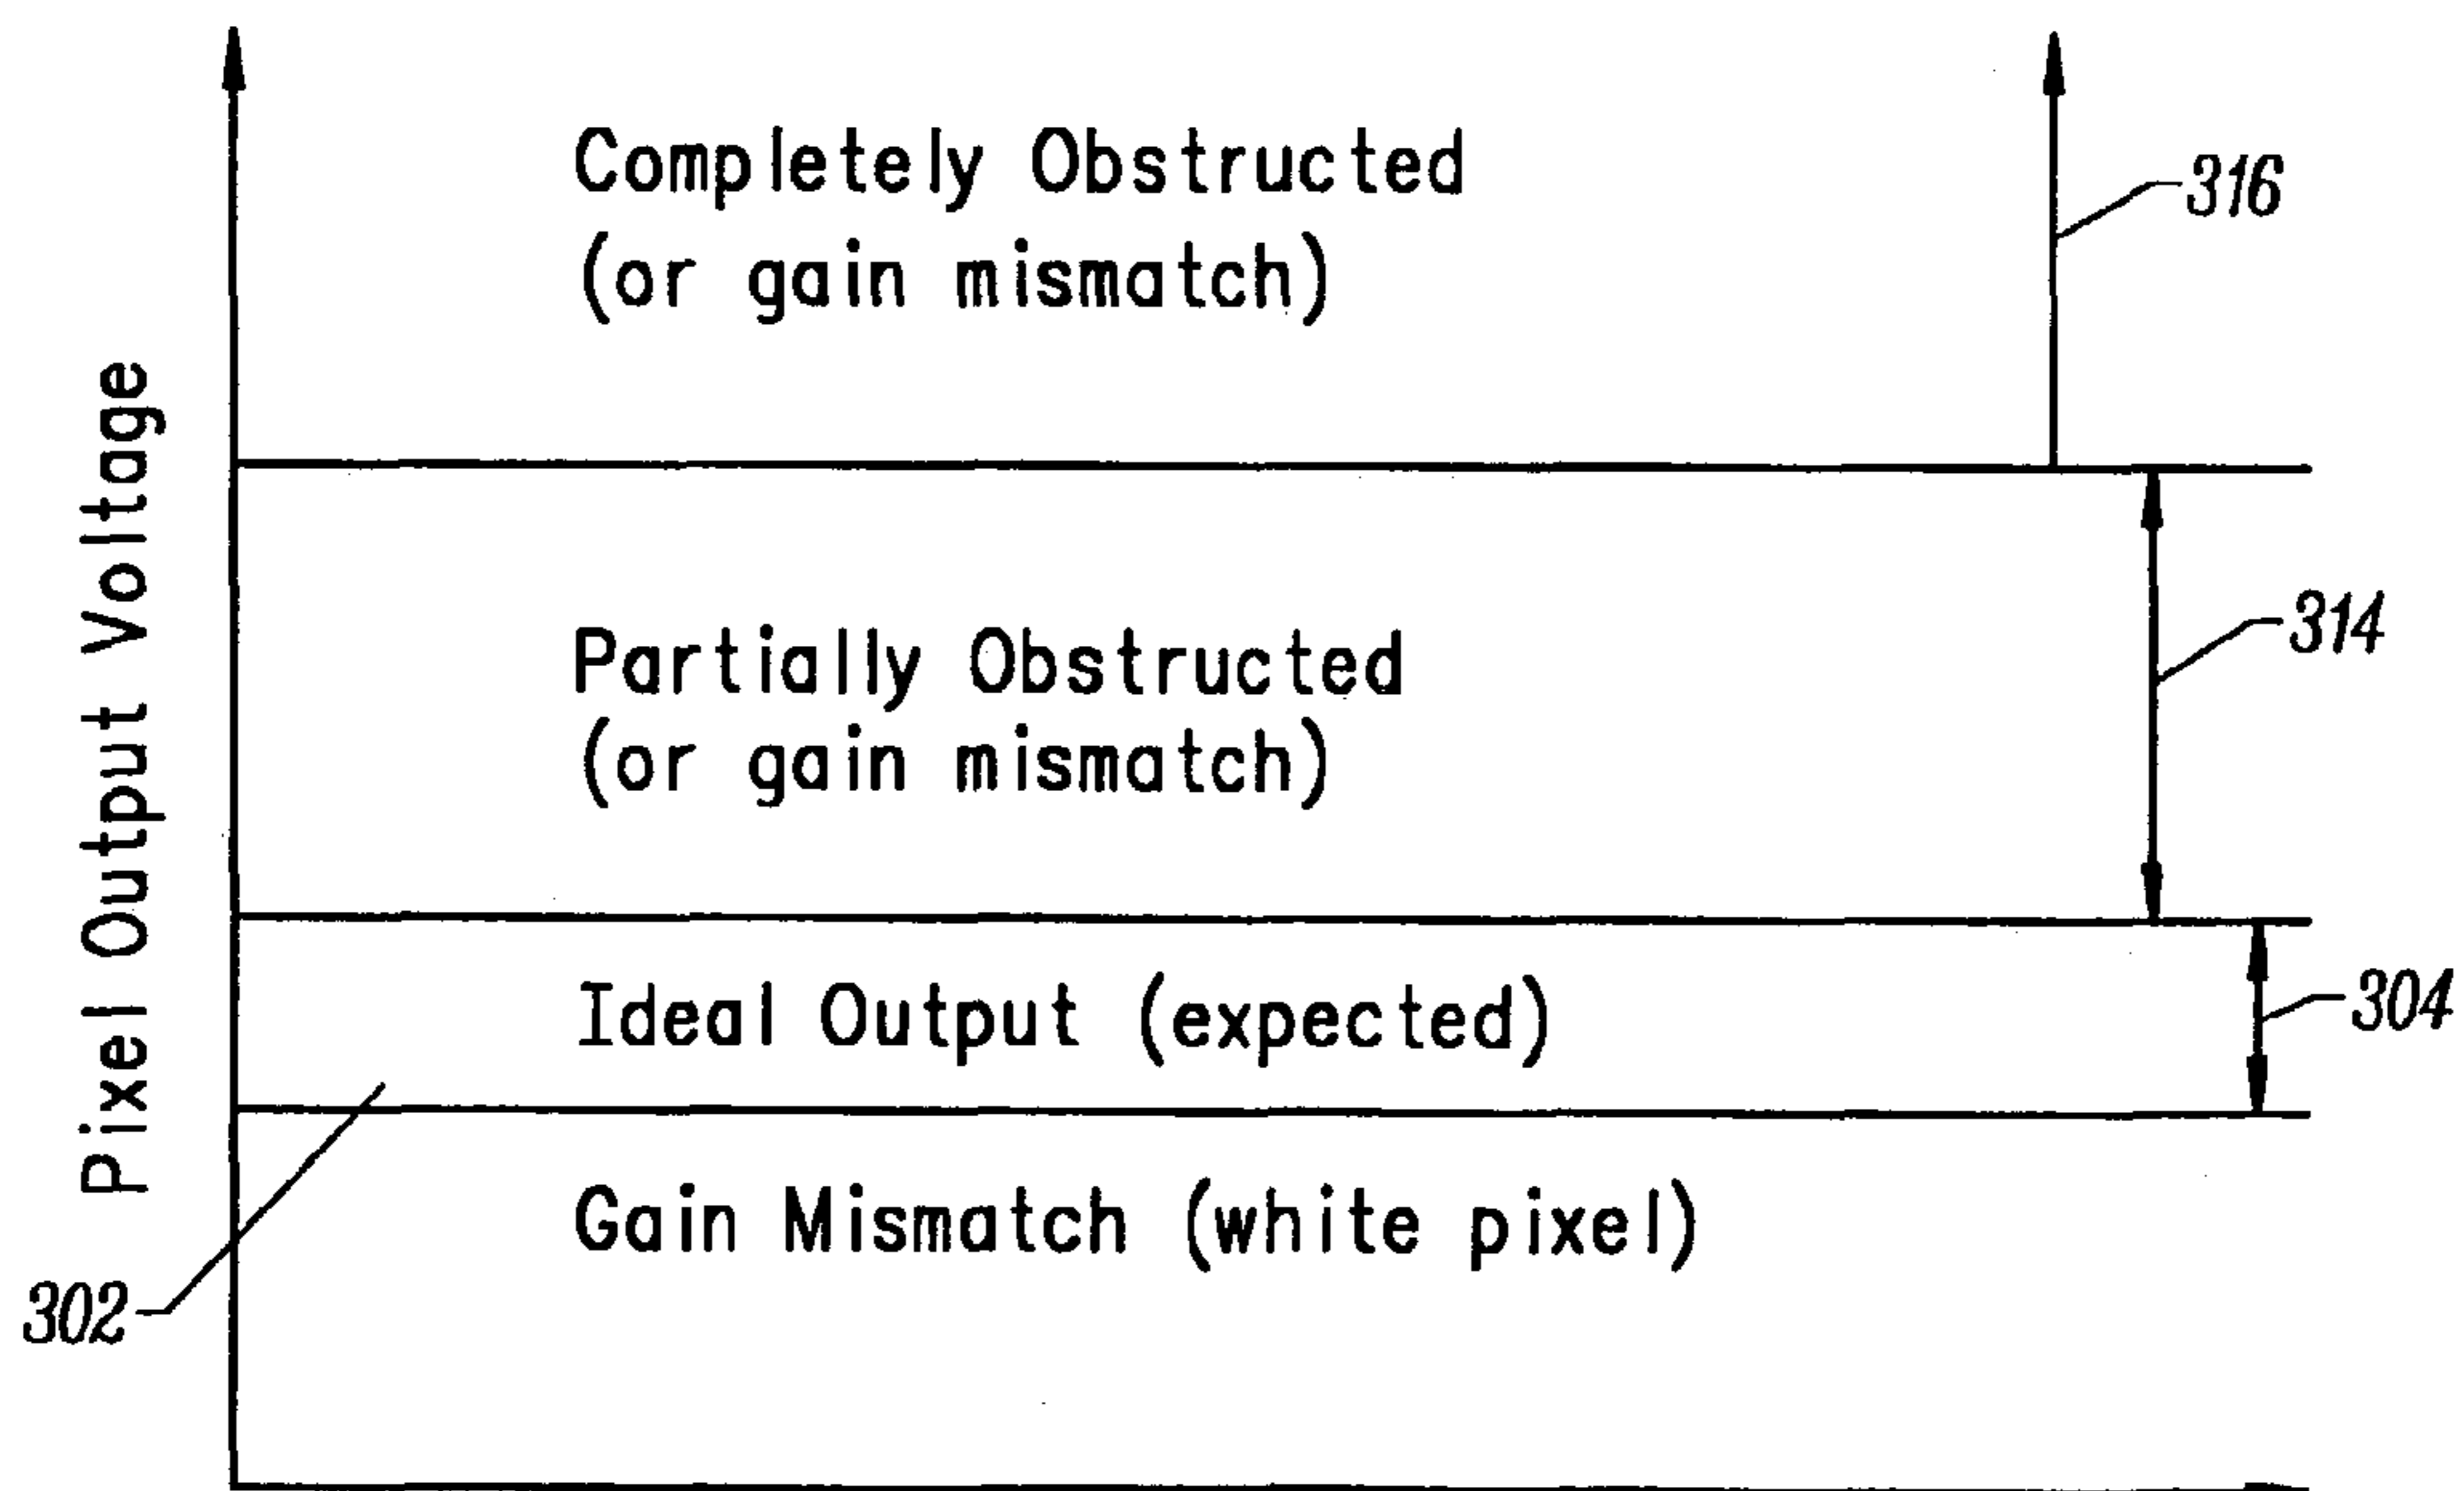 Completely Obstructed
(or gain mismatch)
316
Pixel Output Voltage
Partially Obstructed
(or gain mismatch)
314
Ideal Output (expected)
304
Gain Mismatch (white pixel)
302